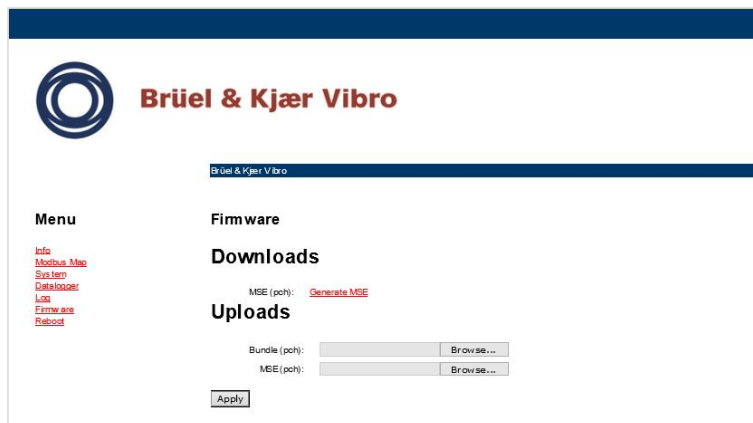 Brüel & Kjær Vibro
Brüel & Kjær Vibro
Menu
Info
Modbus Map
System
Datalogger
Log
Firmware
Reboot
Firmware
Downloads
MSE (pch): Generate MSE
Uploads
Bundle (pch): Browse...
MSE (pch): Browse...
Apply